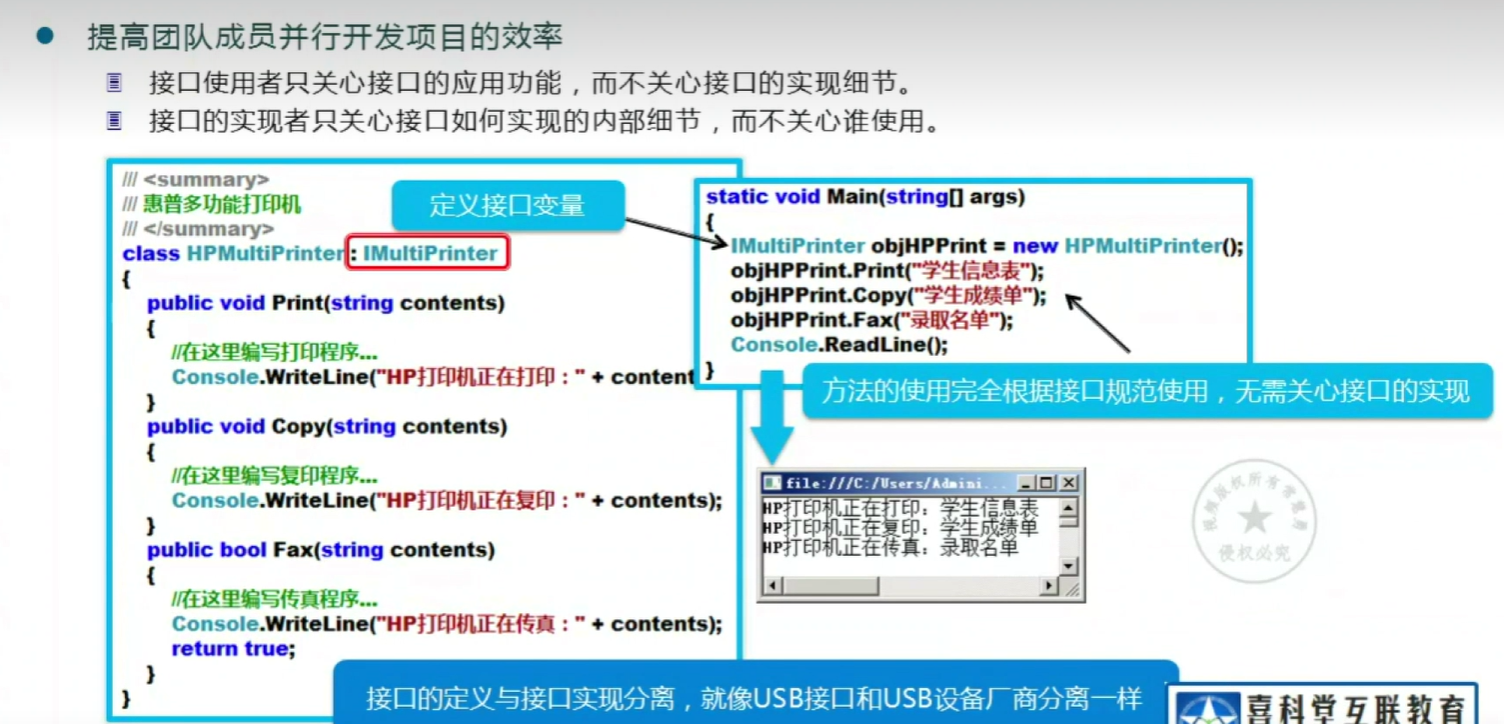 提高团队成员并行开发项目的效率
接口使用者只关心接口的应用功能，而不关心接口的实现细节。
接口的实现者只关心接口如何实现的内部细节，而不关心谁使用。
/// <summary>
/// 惠普多功能打印机
/// </summary>
class HPMultiPrinter : IMultiPrinter
{
public void Print(string contents)
{
//在这里编写打印程序...
Console.WriteLine("HP打印机正在打印：" + content
}
public void Copy(string contents)
{
//在这里编写复印程序...
Console.WriteLine("HP打印机正在复印：" + contents);
}
public bool Fax(string contents)
{
//在这里编写传真程序...
Console.WriteLine("HP打印机正在传真：" + contents);
return true;
}
}
定义接口变量
static void Main(string[] args)
{
IMultiPrinter objHPPrint = new HPMultiPrinter();
objHPPrint.Print("学生信息表");
objHPPrint.Copy("学生成绩单");
objHPPrint.Fax("录取名单");
Console.ReadLine();
}
方法的使用完全根据接口规范使用，无需关心接口的实现
file:///C:/Users/Admini...
HP打印机正在打印：学生信息表
HP打印机正在复印：学生成绩单
HP打印机正在传真：录取名单
侵权必究
接口的定义与接口实现分离，就像USB接口和USB设备厂商分离一样
喜科堂互联教育